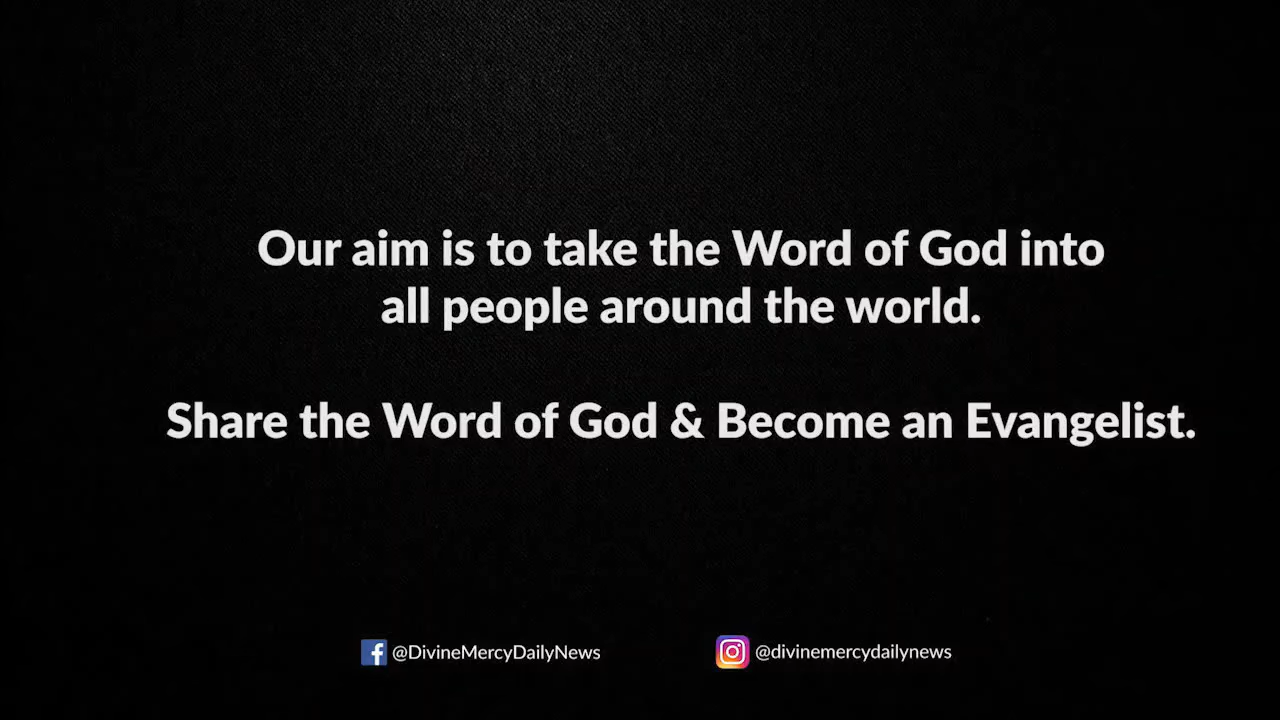 Our aim is to take the Word of God into
all people around the world.
Share the Word of God & Become an Evangelist.
@DivineMercyDailyNews
@divinemercydailynews